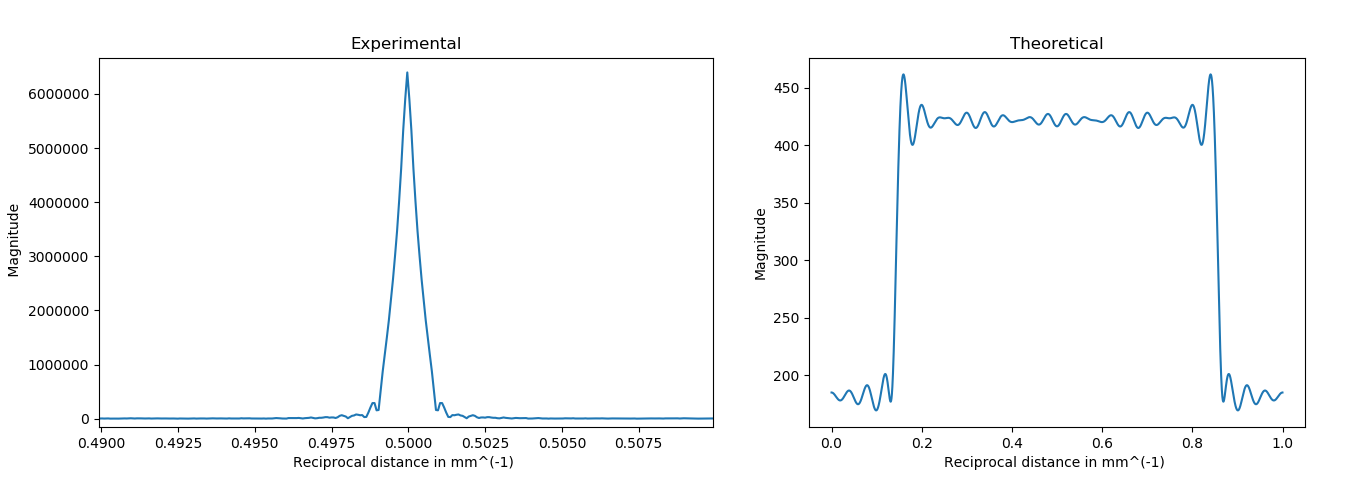 Experimental
Magnitude
6000000
5000000
4000000
3000000
2000000
1000000
0
0.4900 0.4925 0.4950 0.4975 0.5000 0.5025 0.5050 0.5075
Reciprocal distance in mm^(-1)
Theoretical
Magnitude
450
400
350
300
250
200
0.0 0.2 0.4 0.6 0.8 1.0
Reciprocal distance in mm^(-1)